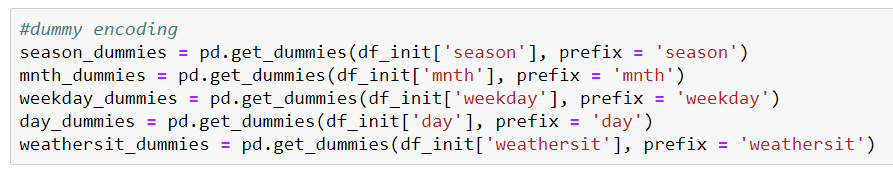 #dummy encoding
season_dummies = pd.get_dummies(df_init['season'], prefix = 'season')
mnth_dummies = pd.get_dummies(df_init['mnth'], prefix = 'mnth')
weekday_dummies = pd.get_dummies(df_init['weekday'], prefix = 'weekday')
day_dummies = pd.get_dummies(df_init['day'], prefix = 'day')
weathersit_dummies = pd.get_dummies(df_init['weathersit'], prefix = 'weathersit')